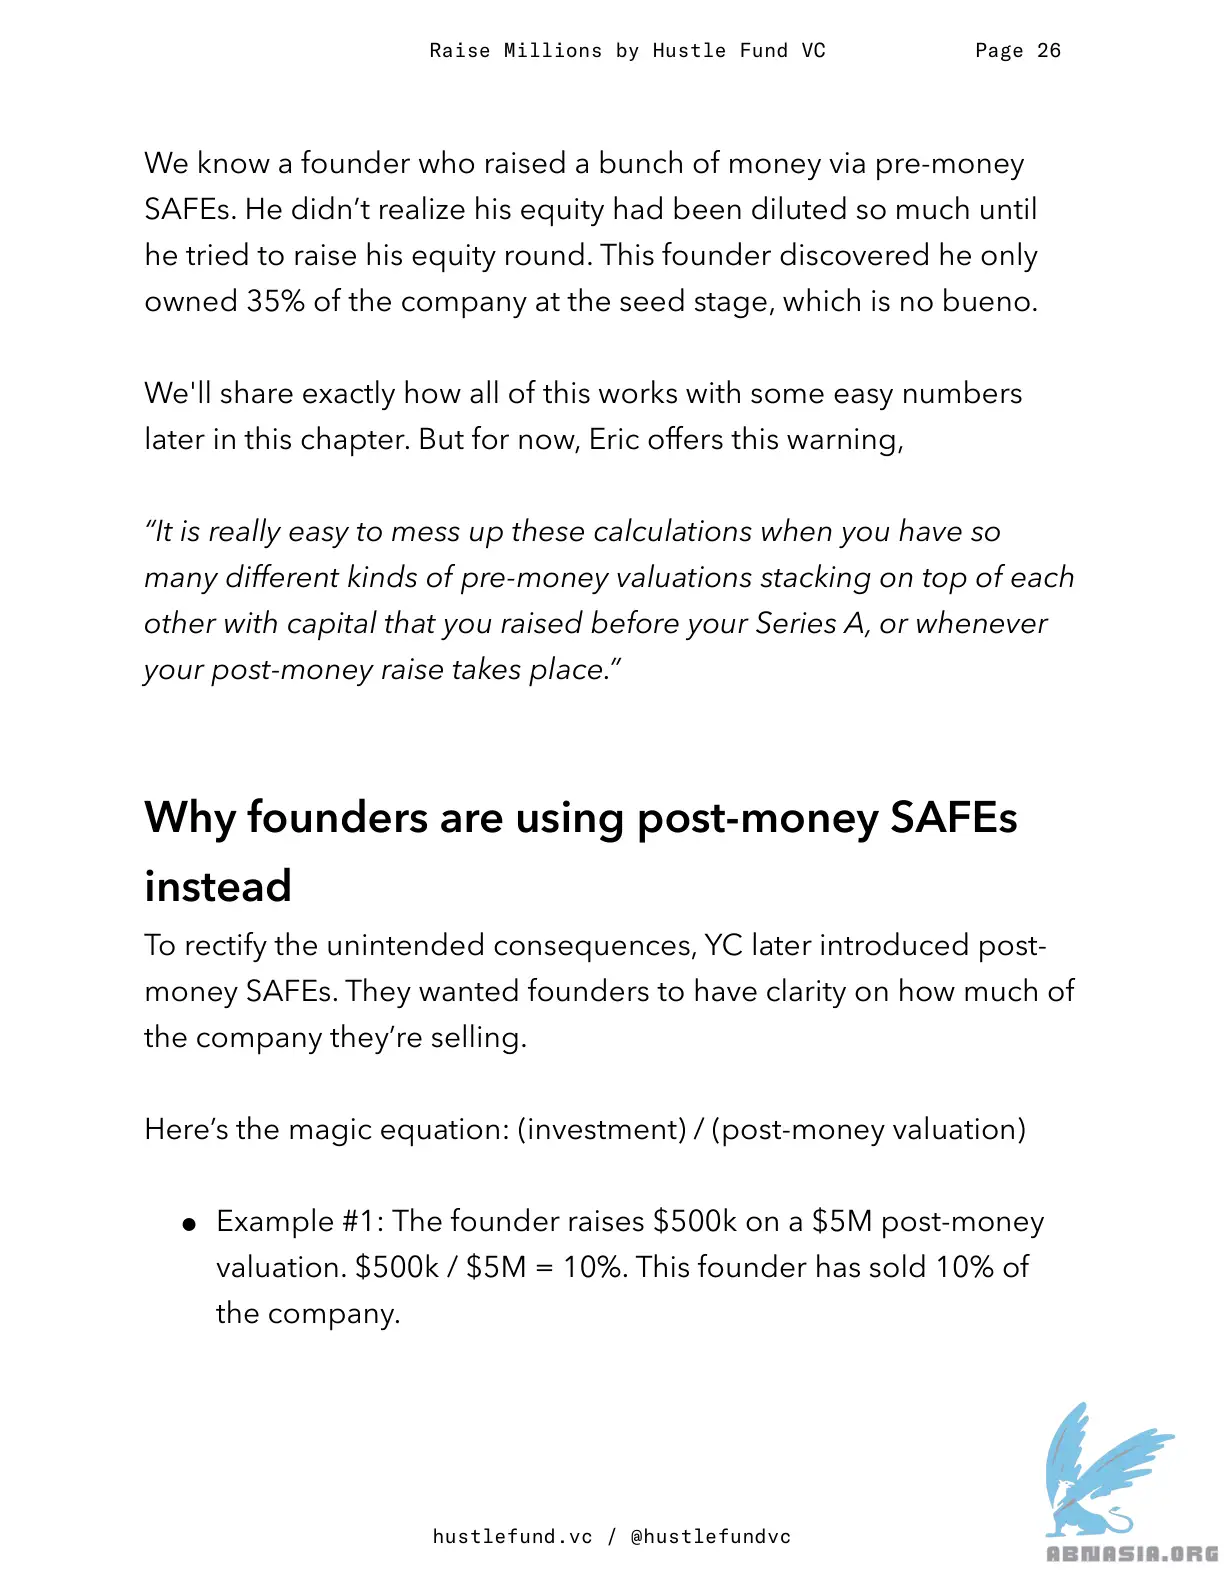 Raise Millions by Hustle Fund VC Page 26
We know a founder who raised a bunch of money via pre-money
SAFEs. He didn’t realize his equity had been diluted so much until
he tried to raise his equity round. This founder discovered he only
owned 35% of the company at the seed stage, which is no bueno.
We'll share exactly how all of this works with some easy numbers
later in this chapter. But for now, Eric offers this warning,
“It is really easy to mess up these calculations when you have so
many different kinds of pre-money valuations stacking on top of each
other with capital that you raised before your Series A, or whenever
your post-money raise takes place.”
Why founders are using post-money SAFEs
instead
To rectify the unintended consequences, YC later introduced post-
money SAFEs. They wanted founders to have clarity on how much of
the company they’re selling.
Here’s the magic equation: (investment) / (post-money valuation)
● Example #1: The founder raises $500k on a $5M post-money
valuation. $500k / $5M = 10%. This founder has sold 10% of
the company.
hustlefund.vc / @hustlefundvc
ABNASIA.ORG